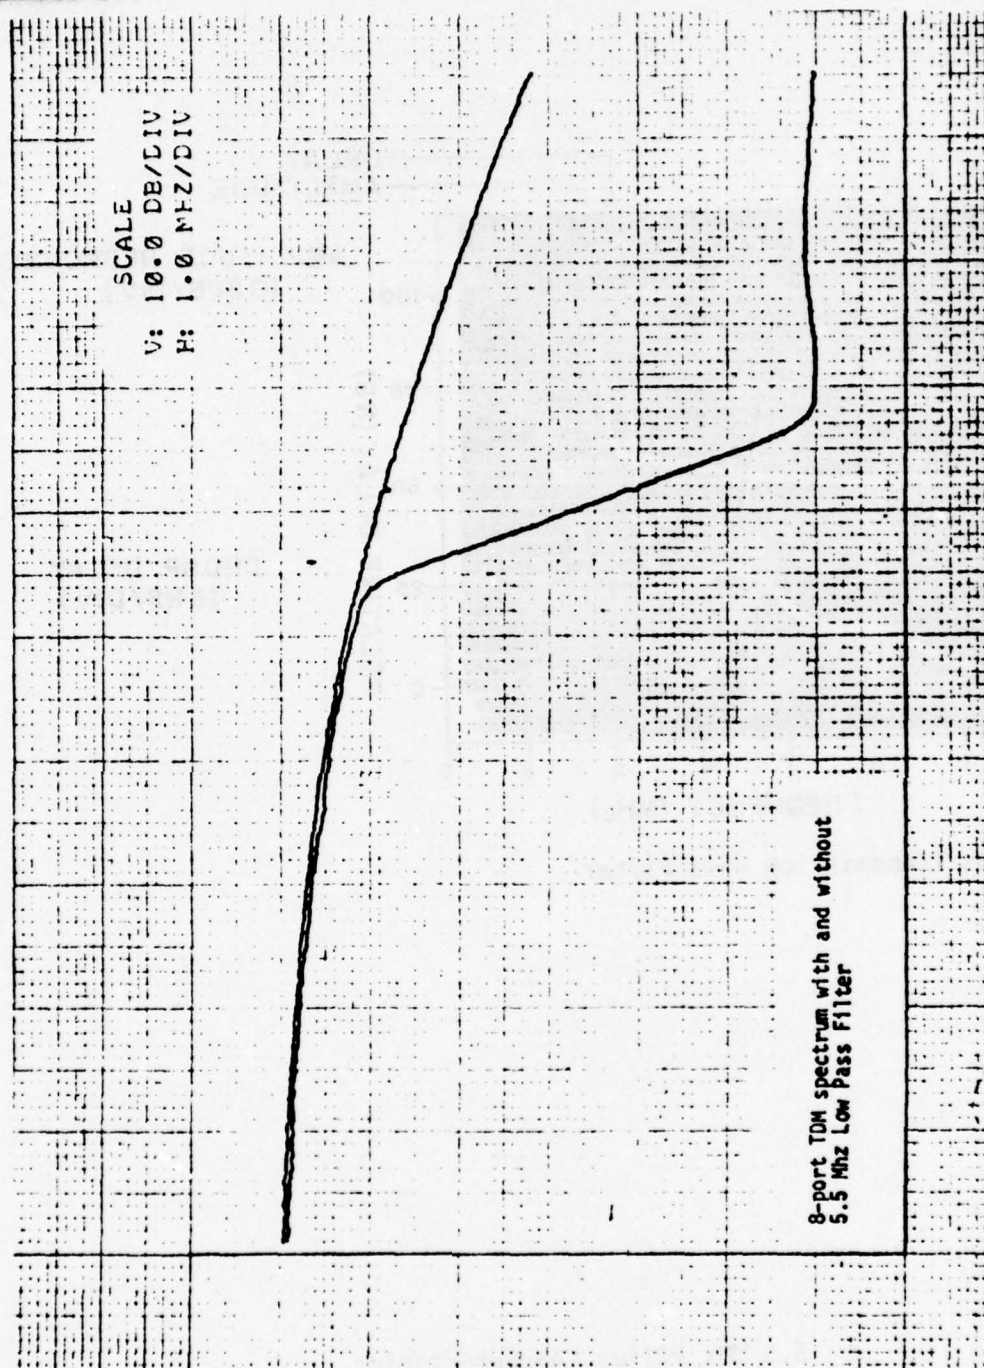 SCALE
V: 10.0 DB/DIV
H: 1.0 MHZ/DIV
8-port TDM spectrum with and without
5.5 Mhz Low Pass Filter